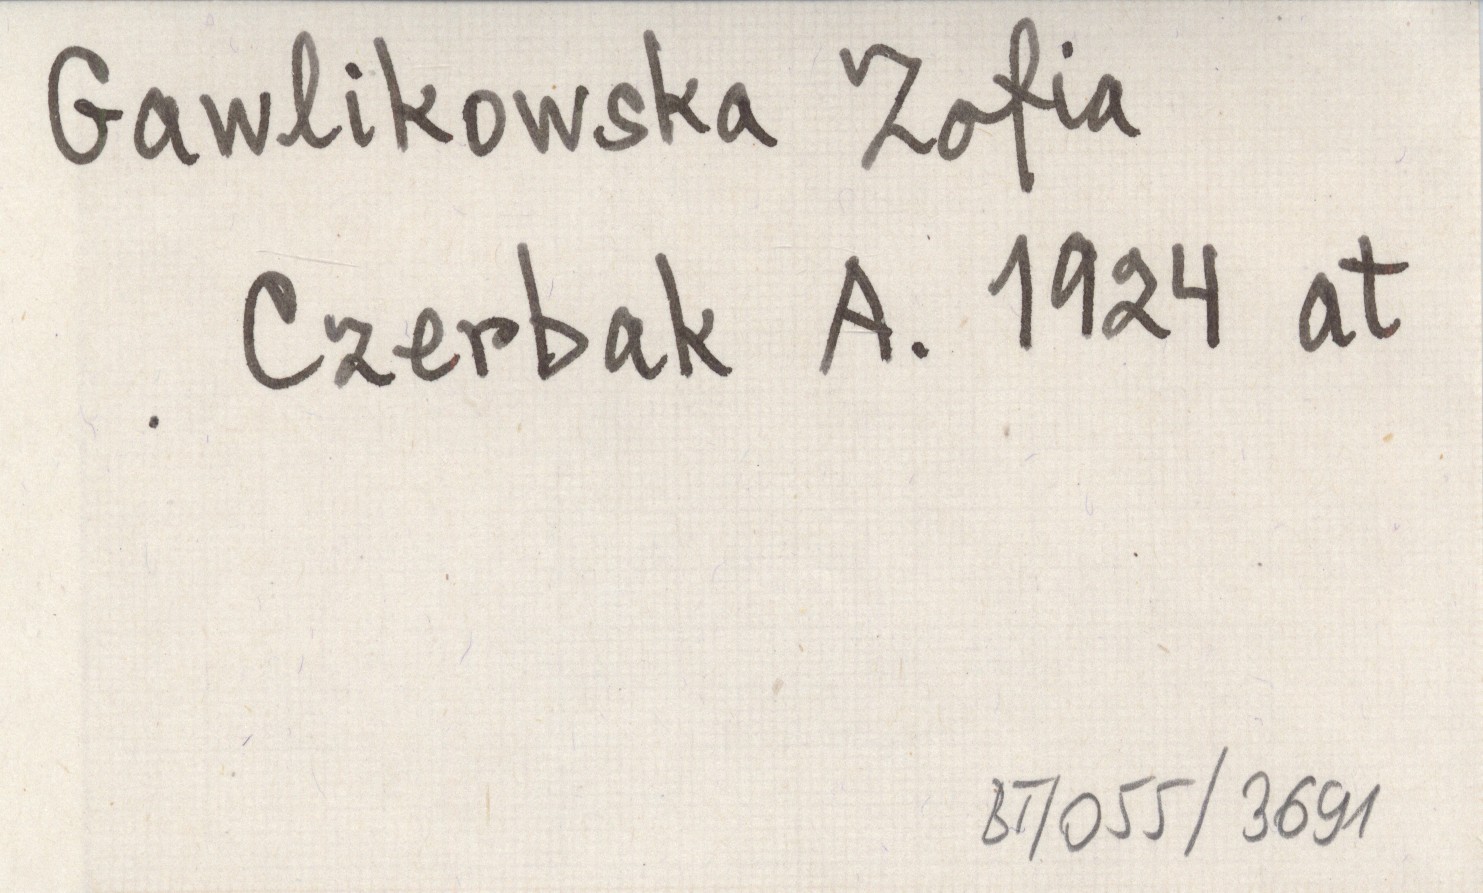 Gawlikowska Zofia
Czerbak A. 1924 at
BT/055/3691